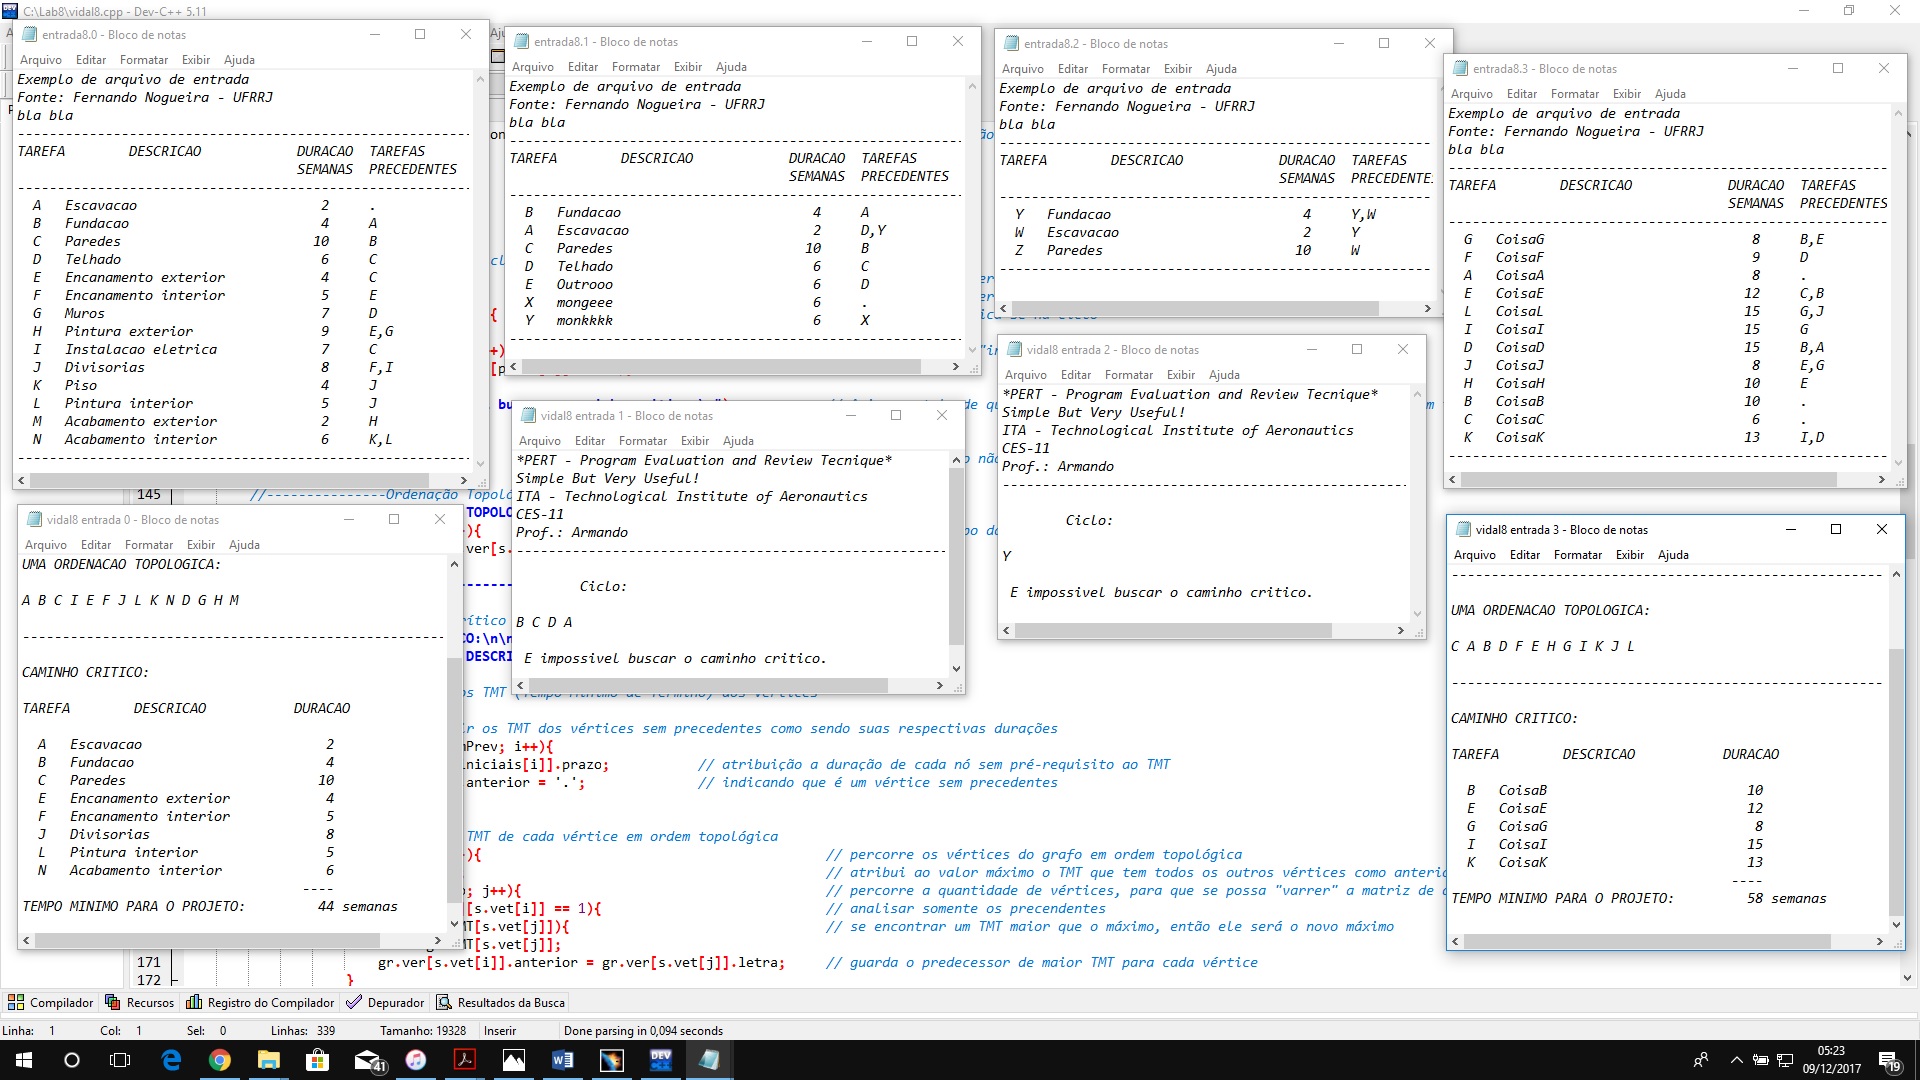 C:\Lab8\vidal8.cpp - Dev-C++ 5.11
entrada8.0 - Bloco de notas
Arquivo Editar Formatar Exibir Ajuda
Exemplo de arquivo de entrada
Fonte: Fernando Nogueira - UFRRJ
bla bla
--------------------------------------------------------
TAREFA DESCRICAO DURACAO TAREFAS
SEMANAS PRECEDENTES
--------------------------------------------------------
A Escavacao 2 .
B Fundacao 4 A
C Paredes 10 B
D Telhado 6 C
E Encanamento exterior 4 C
F Encanamento interior 5 E
G Muros 7 D
H Pintura exterior 9 E,G
I Instalacao eletrica 7 C
J Divisorias 8 F,I
K Piso 4 J
L Pintura interior 5 J
M Acabamento exterior 2 H
N Acabamento interior 6 K,L
--------------------------------------------------------
entrada8.1 - Bloco de notas
Arquivo Editar Formatar Exibir Ajuda
Exemplo de arquivo de entrada
Fonte: Fernando Nogueira - UFRRJ
bla bla
--------------------------------------------------------
TAREFA DESCRICAO DURACAO TAREFAS
SEMANAS PRECEDENTES
--------------------------------------------------------
B Fundacao 4 A
A Escavacao 2 D,Y
C Paredes 10 B
D Telhado 6 C
E Outrooo 6 D
X mongeee 6 .
Y monkkkk 6 X
--------------------------------------------------------
entrada8.2 - Bloco de notas
Arquivo Editar Formatar Exibir Ajuda
Exemplo de arquivo de entrada
Fonte: Fernando Nogueira - UFRRJ
bla bla
------------------------------------------------------
TAREFA DESCRICAO DURACAO TAREFAS
SEMANAS PRECEDENTE
------------------------------------------------------
Y Fundacao 4 Y,W
W Escavacao 2 Y
Z Paredes 10 W
------------------------------------------------------
entrada8.3 - Bloco de notas
Arquivo Editar Formatar Exibir Ajuda
Exemplo de arquivo de entrada
Fonte: Fernando Nogueira - UFRRJ
bla bla
-------------------------------------------------------
TAREFA DESCRICAO DURACAO TAREFAS
SEMANAS PRECEDENTES
-------------------------------------------------------
G CoisaG 8 B,E
F CoisaF 9 D
A CoisaA 8 .
E CoisaE 12 C,B
L CoisaL 15 G,J
I CoisaI 15 G
D CoisaD 15 B,A
J CoisaJ 8 E,G
H CoisaH 10 E
B CoisaB 10 .
C CoisaC 6 .
K CoisaK 13 I,D
-------------------------------------------------------
vidal8 entrada 0 - Bloco de notas
Arquivo Editar Formatar Exibir Ajuda
UMA ORDENACAO TOPOLOGICA:
A B C I E F J L K N D G H M
-----------------------------------------------------
CAMINHO CRITICO:
TAREFA DESCRICAO DURACAO
A Escavacao 2
B Fundacao 4
C Paredes 10
E Encanamento exterior 4
F Encanamento interior 5
J Divisorias 8
L Pintura interior 5
N Acabamento interior 6
----
TEMPO MINIMO PARA O PROJETO: 44 semanas
vidal8 entrada 1 - Bloco de notas
Arquivo Editar Formatar Exibir Ajuda
*PERT - Program Evaluation and Review Tecnique*
Simple But Very Useful!
ITA - Technological Institute of Aeronautics
CES-11
Prof.: Armando
------------------------------------------------------
Ciclo:
B C D A
E impossivel buscar o caminho critico.
vidal8 entrada 2 - Bloco de notas
Arquivo Editar Formatar Exibir Ajuda
*PERT - Program Evaluation and Review Tecnique*
Simple But Very Useful!
ITA - Technological Institute of Aeronautics
CES-11
Prof.: Armando
---------------------------------------------------
Ciclo:
Y
E impossivel buscar o caminho critico.
vidal8 entrada 3 - Bloco de notas
Arquivo Editar Formatar Exibir Ajuda
------------------------------------------------------
UMA ORDENACAO TOPOLOGICA:
C A B D F E H G I K J L
------------------------------------------------------
CAMINHO CRITICO:
TAREFA DESCRICAO DURACAO
B CoisaB 10
E CoisaE 12
G CoisaG 8
I CoisaI 15
K CoisaK 13
----
TEMPO MINIMO PARA O PROJETO: 58 semanas
145 //---------------Ordenação Topol
ir os TMT dos vértices sem precedentes como sendo suas respectivas durações
Prev; i++){
niciais[i]].prazo; // atribuição a duração de cada nó sem pré-requisito ao TMT
anterior = '.'; // indicando que é um vértice sem precedentes
TMT de cada vértice em ordem topológica
){ // percorre os vértices do grafo em ordem topológica
// atribui ao valor máximo o TMT que tem todos os outros vértices como anteri
; j++){ // percorre a quantidade de vértices, para que se possa "varrer" a matriz de
[s.vet[i]] == 1){ // analisar somente os precendentes
MT[s.vet[j]]){ // se encontrar um TMT maior que o máximo, então ele será o novo máximo
MT[s.vet[j]];
171 gr.ver[s.vet[i]].anterior = gr.ver[s.vet[j]].letra; // guarda o predecessor de maior TMT para cada vértice
172 }
Compilador Recursos Registro do Compilador Depurador Resultados da Busca
Linha: 1 Col: 1 Sel: 0 Linhas: 339 Tamanho: 19328 Inserir Done parsing in 0,094 seconds
41
DEV
05:23
09/12/2017
19